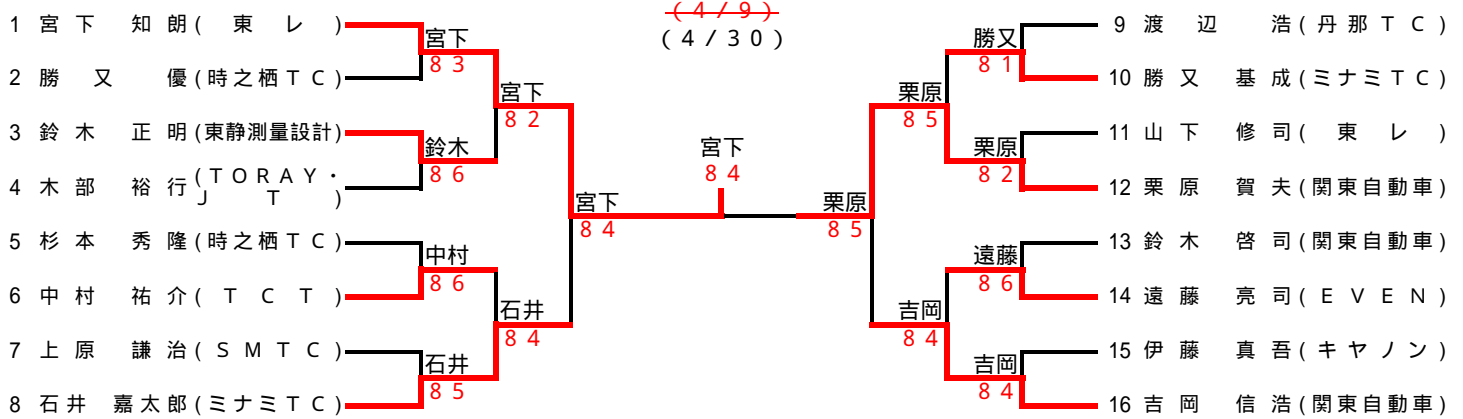 (4/9)
(4/30)
1 宮下 知朗(東レ)
2 勝又 優(時之栖TC)
3 鈴木 正明(東静測量設計)
4 木部 裕行(TORAY・JT)
5 杉本 秀隆(時之栖TC)
6 中村 祐介(TCT)
7 上原 謙治(SMTC)
8 石井 嘉太郎(ミナミTC)
宮下
83
鈴木
86
中村
86
石井
85
宮下
82
石井
84
宮下
84
宮下
84
栗原
85
栗原
85
吉岡
84
勝又
81
栗原
82
遠藤
86
吉岡
84
9 渡辺 浩(丹那TC)
10 勝又 基成(ミナミTC)
11 山下 修司(東レ)
12 栗原 賀夫(関東自動車)
13 鈴木 啓司(関東自動車)
14 遠藤 亮司(EVEN)
15 伊藤 真吾(キヤノン)
16 吉岡 信浩(関東自動車)